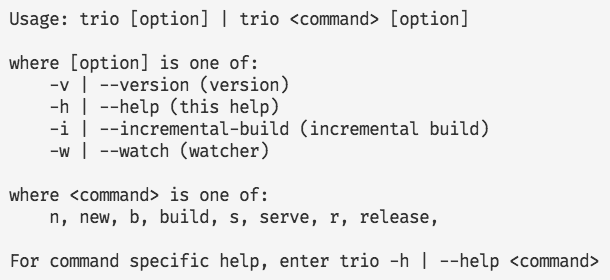 Usage: trio [option] | trio <command> [option]

where [option] is one of:
    -v | --version (version)
    -h | --help (this help)
    -i | --incremental-build (incremental build)
    -w | --watch (watcher)

where <command> is one of:
    n, new, b, build, s, serve, r, release,

For command specific help, enter trio -h | --help <command>